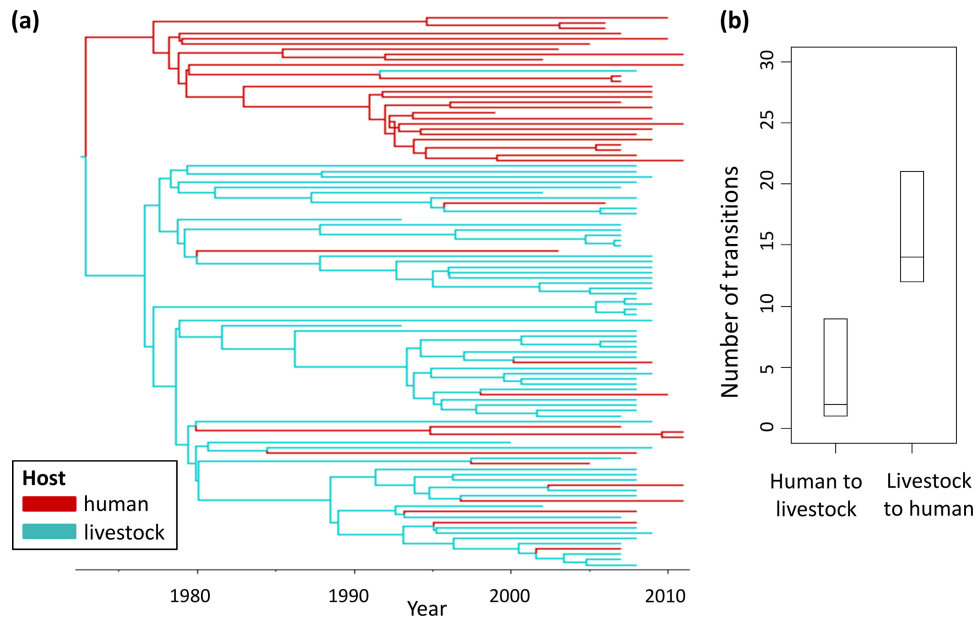 (a)
Host
human
livestock
1980
1990
2000
2010
Year
(b)
Number of transitions
30
25
20
15
10
5
0
Human to
livestock
Livestock
to human